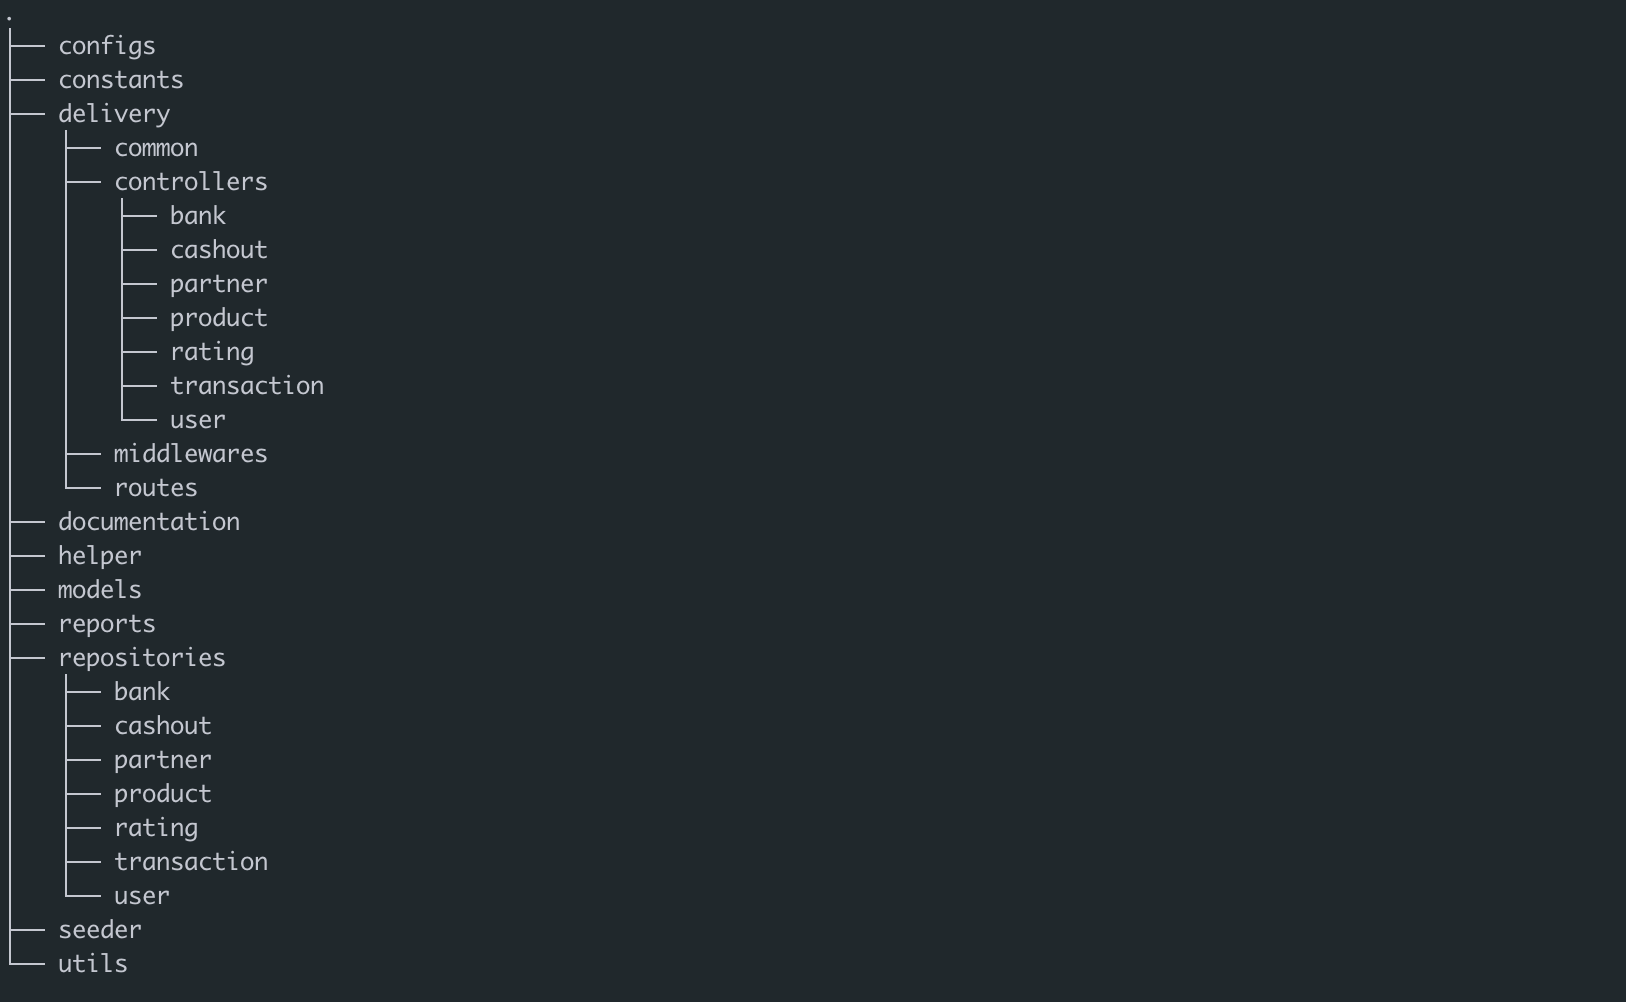 .
├── configs
├── constants
├── delivery
│   ├── common
│   ├── controllers
│   │   ├── bank
│   │   ├── cashout
│   │   ├── partner
│   │   ├── product
│   │   ├── rating
│   │   ├── transaction
│   │   └── user
│   ├── middlewares
│   └── routes
├── documentation
├── helper
├── models
├── reports
├── repositories
│   ├── bank
│   ├── cashout
│   ├── partner
│   ├── product
│   ├── rating
│   ├── transaction
│   └── user
├── seeder
└── utils